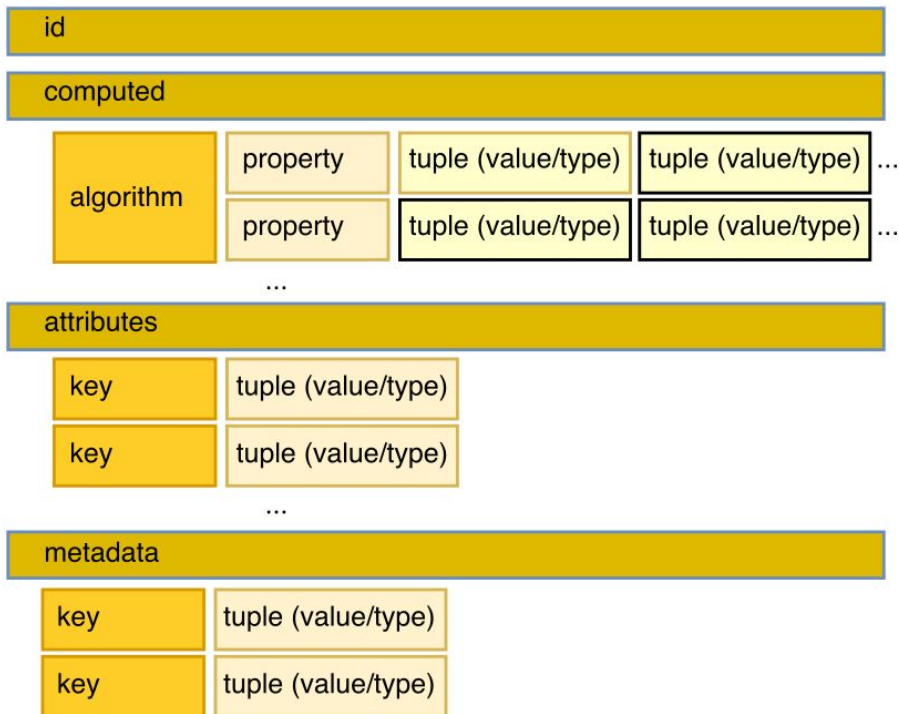 id
computed
algorithm
property tuple (value/type) tuple (value/type) ...
property tuple (value/type) tuple (value/type) ...
...
attributes
key tuple (value/type)
key tuple (value/type)
...
metadata
key tuple (value/type)
key tuple (value/type)